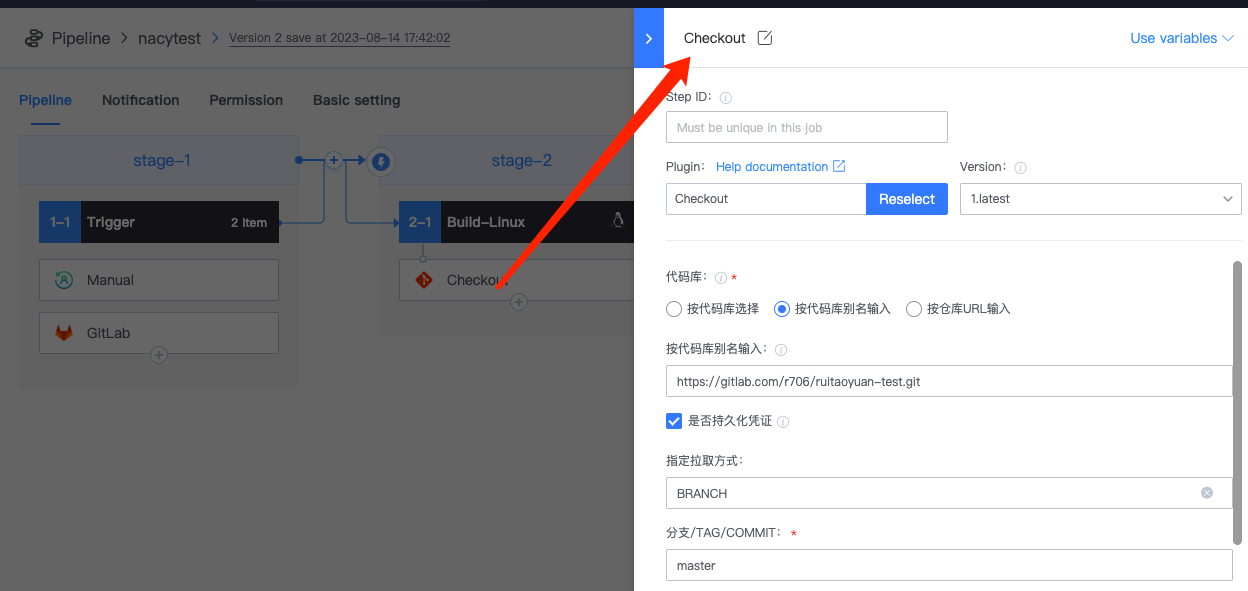 Pipeline > nacytest > Version 2 save at 2023-08-14 17:42:02
Pipeline Notification Permission Basic setting
stage-1
1-1 Trigger 2 Item
Manual
GitLab
stage-2
2-1 Build-Linux
Checkout
Checkout
Use variables
Step ID:
Must be unique in this job
Plugin: Help documentation
Version:
Checkout Reselect
1.latest
代码库: *
按代码库选择 按代码库别名输入 按仓库URL输入
按代码库别名输入:
https://gitlab.com/r706/ruitaoyuan-test.git
是否持久化凭证
指定拉取方式:
BRANCH
分支/TAG/COMMIT: *
master